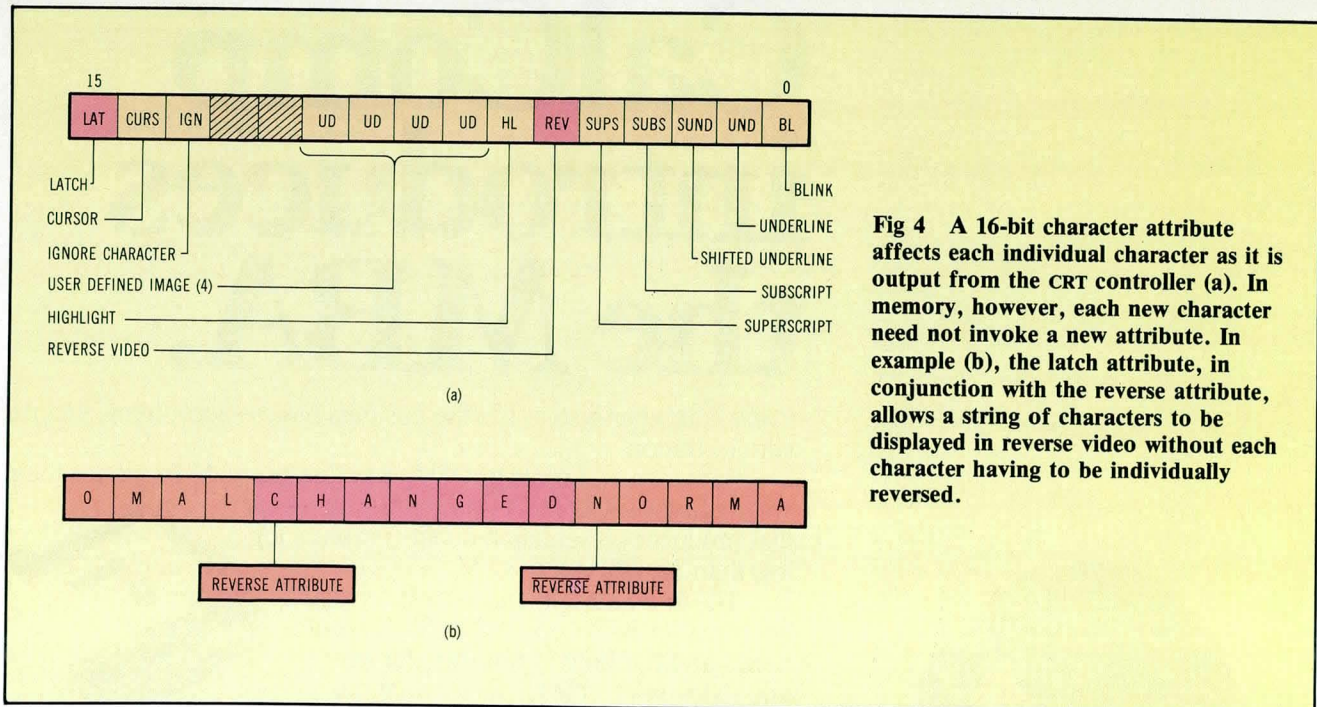 15 0
LAT CURS IGN UD UD UD UD HL REV SUPS SUBS SUND UND BL
LATCH
CURSOR
IGNORE CHARACTER
USER DEFINED IMAGE (4)
HIGHLIGHT
REVERSE VIDEO
BLINK
UNDERLINE
SHIFTED UNDERLINE
SUBSCRIPT
SUPERSCRIPT
(a)
O M A L C H A N G E D N O R M A
REVERSE ATTRIBUTE
R̅E̅V̅E̅R̅S̅E̅ ATTRIBUTE
(b)
Fig 4 A 16-bit character attribute
affects each individual character as it is
output from the CRT controller (a). In
memory, however, each new character
need not invoke a new attribute. In
example (b), the latch attribute, in
conjunction with the reverse attribute,
allows a string of characters to be
displayed in reverse video without each
character having to be individually
reversed.